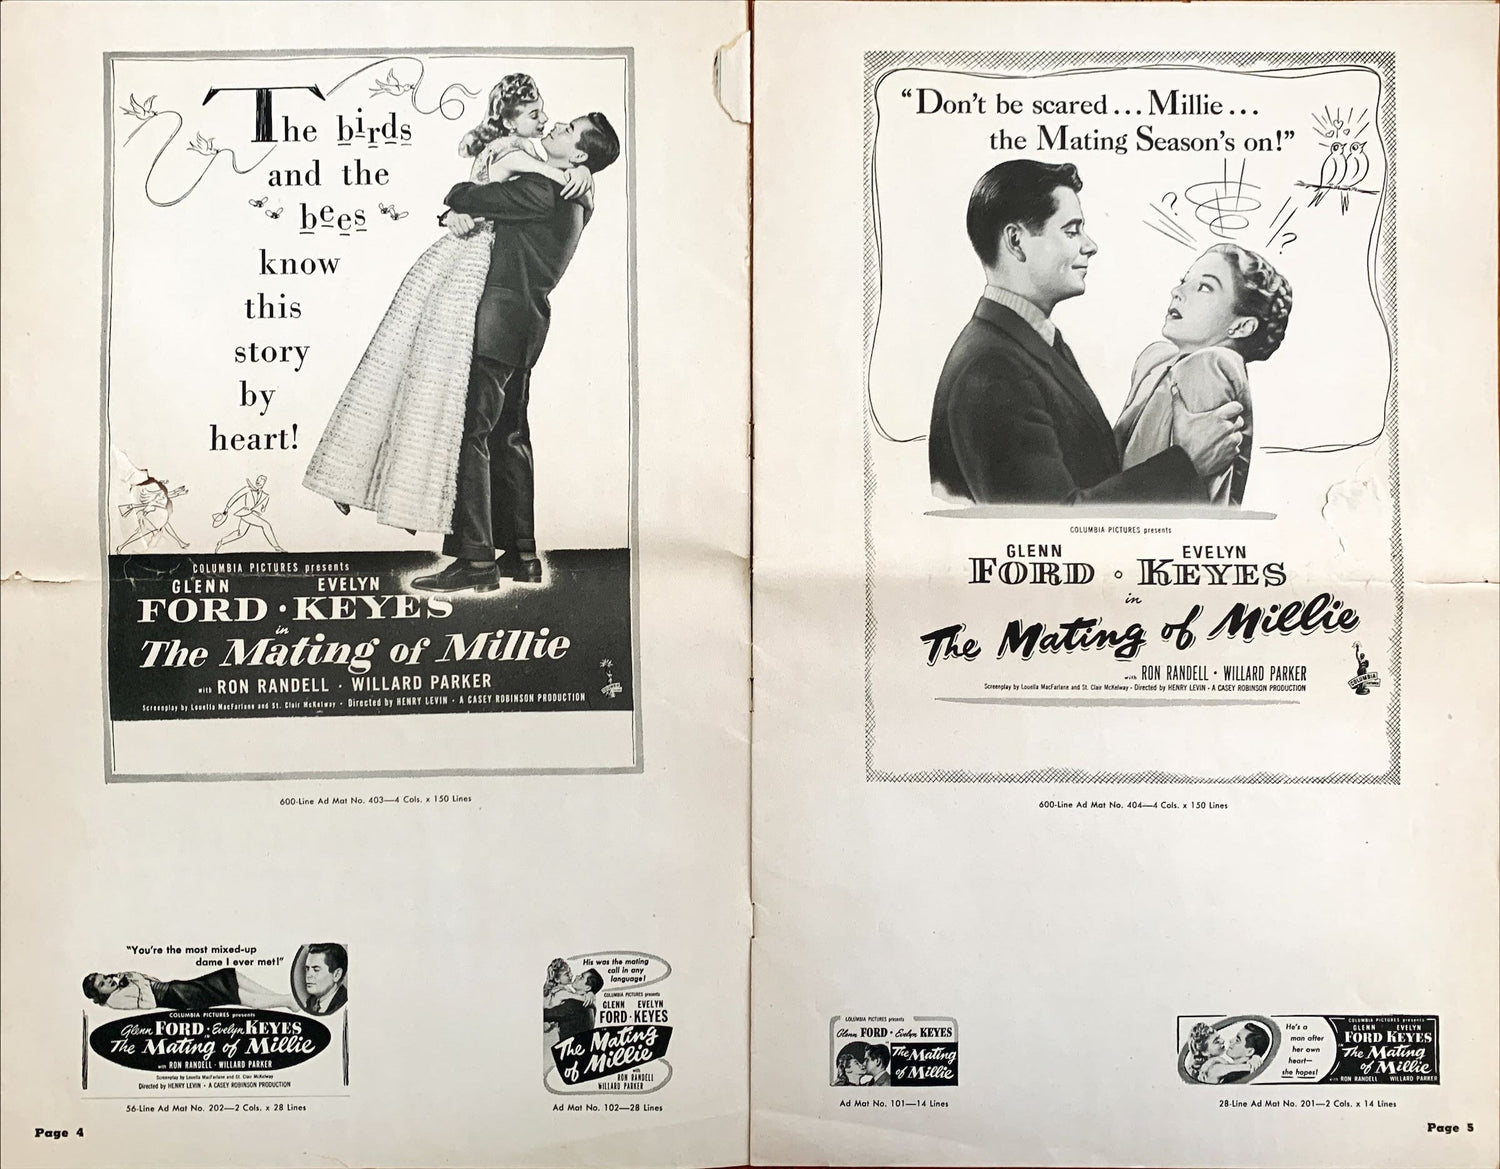 The birds
and the
bees
know
this
story
by
heart!
COLUMBIA PICTURES presents
GLENN EVELYN
FORD · KEYES
in
The Mating of Millie
with RON RANDELL · WILLARD PARKER
Screenplay by Louella MacFarlane and St. Clair McKelway · Directed by HENRY LEVIN · A CASEY ROBINSON PRODUCTION
600-Line Ad Mat No. 403—4 Cols. x 150 Lines
"You're the most mixed-up
dame I ever met!"
COLUMBIA PICTURES presents
Glenn FORD · Evelyn KEYES
in
The Mating of Millie
with RON RANDELL · WILLARD PARKER
Screenplay by Louella MacFarlane and St. Clair McKelway
Directed by HENRY LEVIN · A CASEY ROBINSON PRODUCTION
56-Line Ad Mat No. 202—2 Cols. x 28 Lines
His was the mating
call in any
language!
COLUMBIA PICTURES presents
GLENN EVELYN
FORD · KEYES
in
The Mating
of Millie
with RON RANDELL
WILLARD PARKER
Ad Mat No. 102—28 Lines
Page 4
"Don't be scared...Millie...
the Mating Season's on!"
? ?
COLUMBIA PICTURES presents
GLENN EVELYN
FORD · KEYES
in
The Mating of Millie
with RON RANDELL · WILLARD PARKER
Screenplay by Louella MacFarlane and St. Clair McKelway · Directed by HENRY LEVIN · A CASEY ROBINSON PRODUCTION
COLUMBIA
600-Line Ad Mat No. 404—4 Cols. x 150 Lines
COLUMBIA PICTURES presents
Glenn FORD · Evelyn KEYES
The Mating
of Millie
Ad Mat No. 101—14 Lines
He's a
man after
her own
heart—
she hopes!
COLUMBIA PICTURES presents
GLENN EVELYN
FORD KEYES
The Mating
of Millie
with RON RANDELL WILLARD PARKER
28-Line Ad Mat No. 201—2 Cols. x 14 Lines
Page 5